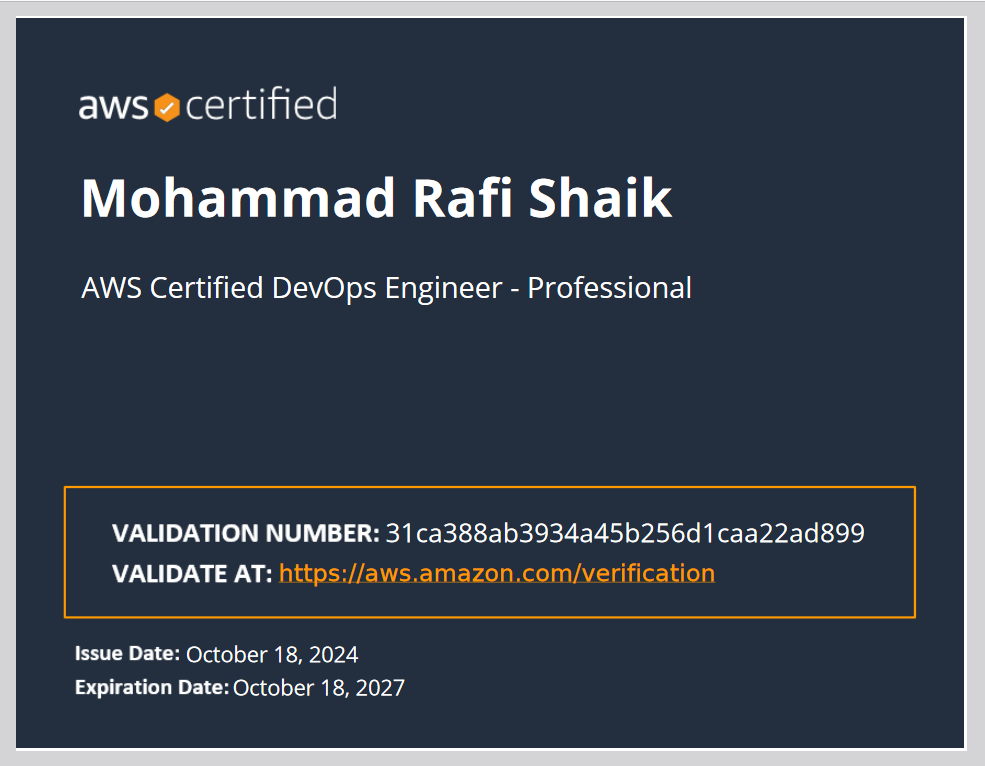 aws certified
Mohammad Rafi Shaik
AWS Certified DevOps Engineer - Professional
VALIDATION NUMBER: 31ca388ab3934a45b256d1caa22ad899
VALIDATE AT: https://aws.amazon.com/verification
Issue Date: October 18, 2024
Expiration Date: October 18, 2027